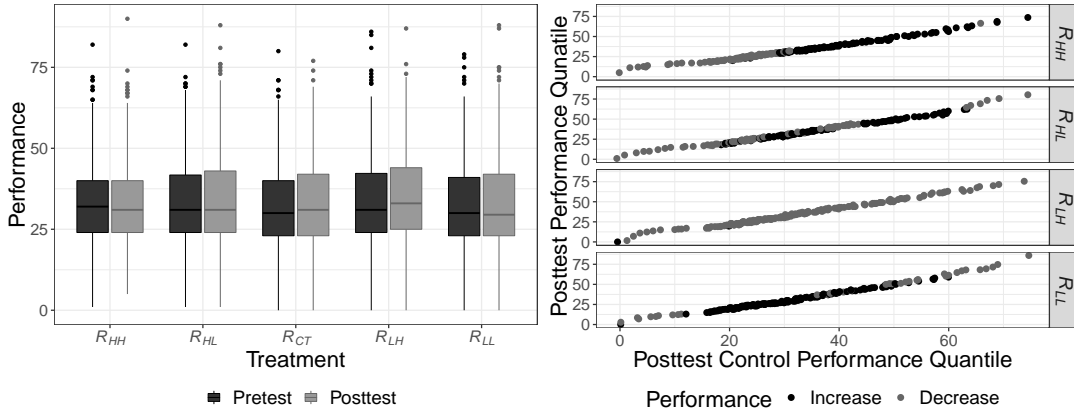 Performance
75
50
25
0
R_HH
R_HL
R_CT
R_LH
R_LL
Treatment
Pretest
Posttest
Posttest Performance Qunatile
75
50
25
0
R_HH
75
50
25
0
R_HL
75
50
25
0
R_LH
75
50
25
0
R_LL
0
20
40
60
Posttest Control Performance Quantile
Performance
Increase
Decrease